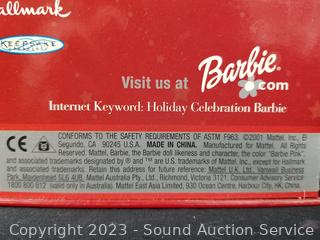 allmark
KEEPSAKE
Visit us at Barbie.com
Internet Keyword: Holiday Celebration Barbie
CONFORMS TO THE SAFETY REQUIREMENTS OF ASTM F963. ©2001 Mattel, Inc., El
Segundo, CA 90245 U.S.A. MADE IN CHINA. Manufactured for Mattel. All Rights
Reserved. Mattel, Barbie, the Barbie doll likeness and character, the color "Barbie Pink",
and associated trademarks designated by ® and ™ are U.S. trademarks of Mattel, except for Hallmark
and associated trademarks. Retain this address for future reference: Mattel U.K. Ltd., Vanwall Business
Park, Maidenhead SL6 4UB. Mattel Australia Pty., Ltd., Richmond, Victoria 3121. Consumer Advisory Service
1800 800 812 (valid only in Australia). Mattel East Asia Limited, 930 Ocean Centre, Harbour City, HK, China.
CE
Copyright 2023 - Sound Auction Service